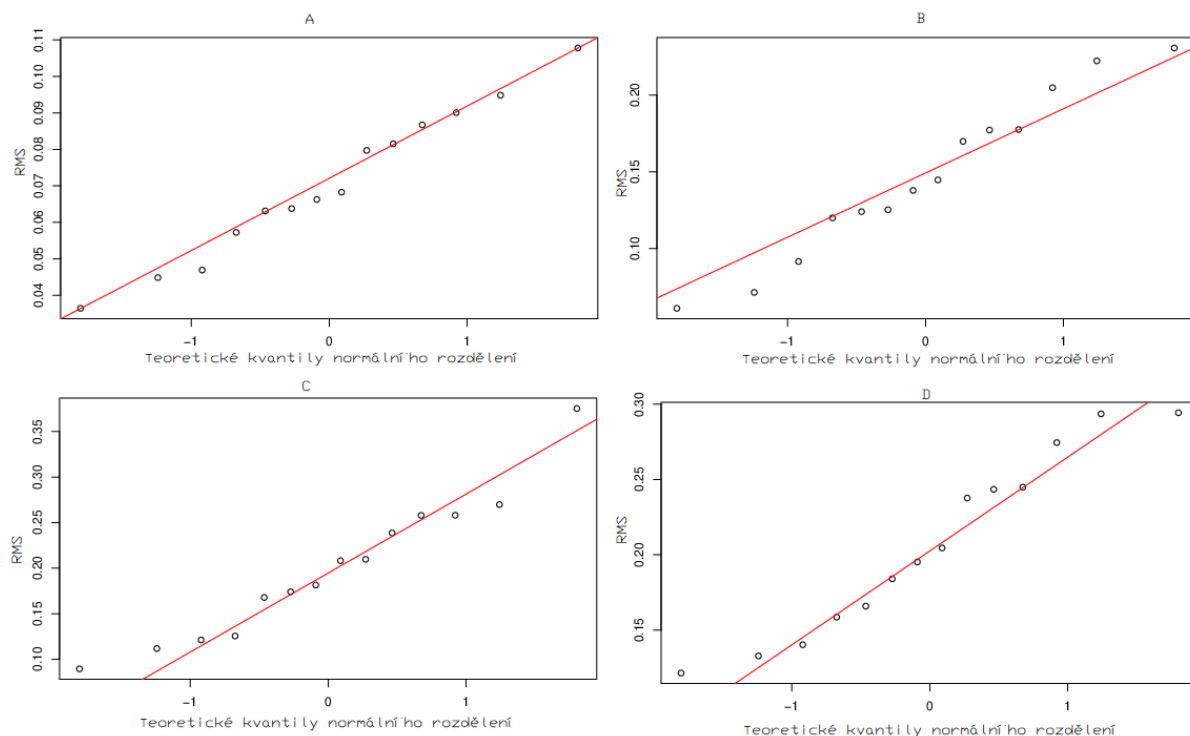 A
RMS
0.04 0.05 0.06 0.07 0.08 0.09 0.10 0.11
-1 0 1
Teoretické kvantily normálního rozdělení
B
RMS
0.10 0.15 0.20
-1 0 1
Teoretické kvantily normálního rozdělení
C
RMS
0.10 0.15 0.20 0.25 0.30 0.35
-1 0 1
Teoretické kvantily normálního rozdělení
D
RMS
0.15 0.20 0.25 0.30
-1 0 1
Teoretické kvantily normálního rozdělení